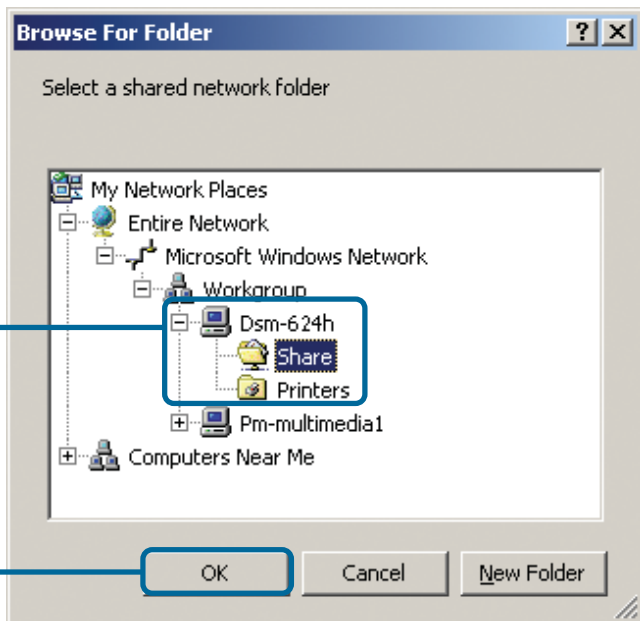 Browse For Folder
Select a shared network folder
My Network Places
Entire Network
Microsoft Windows Network
Workgroup
Dsm-624h
Share
Printers
Pm-multimedia1
Computers Near Me
OK Cancel New Folder